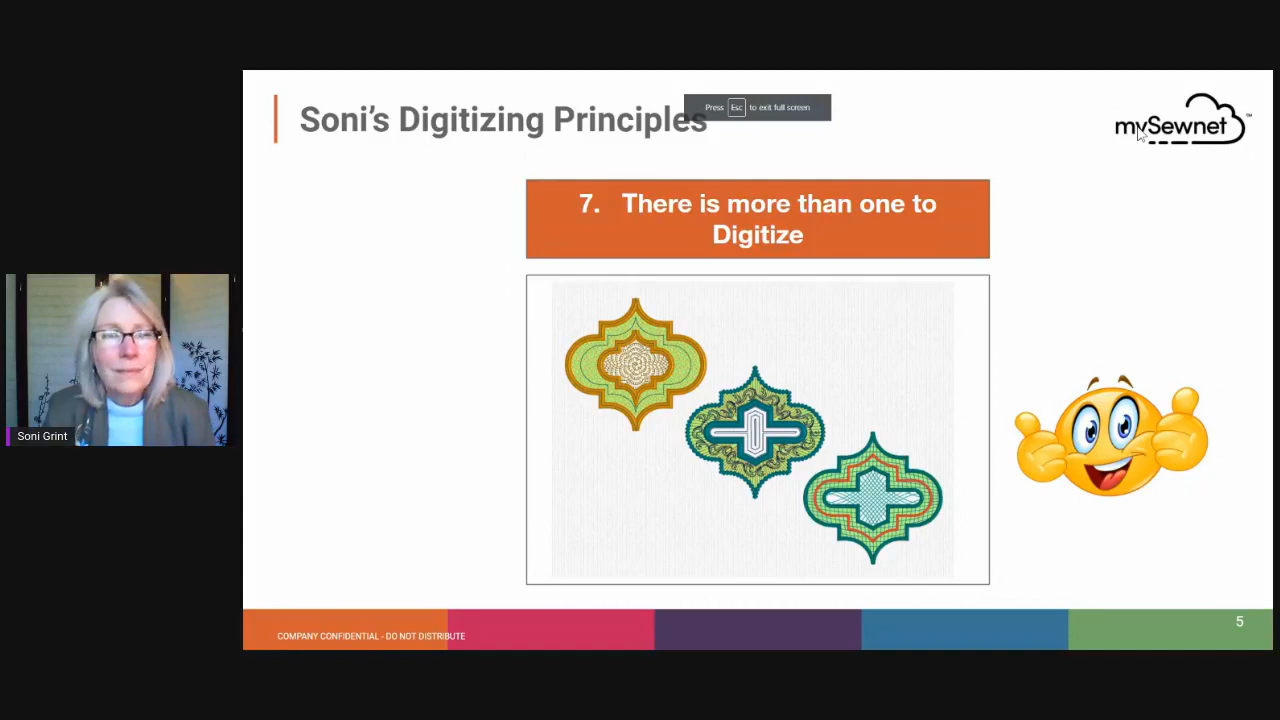 Soni's Digitizing Principles
Press Esc to exit full screen
mySewnet™
7. There is more than one to
Digitize
Soni Grint
COMPANY CONFIDENTIAL - DO NOT DISTRIBUTE
5